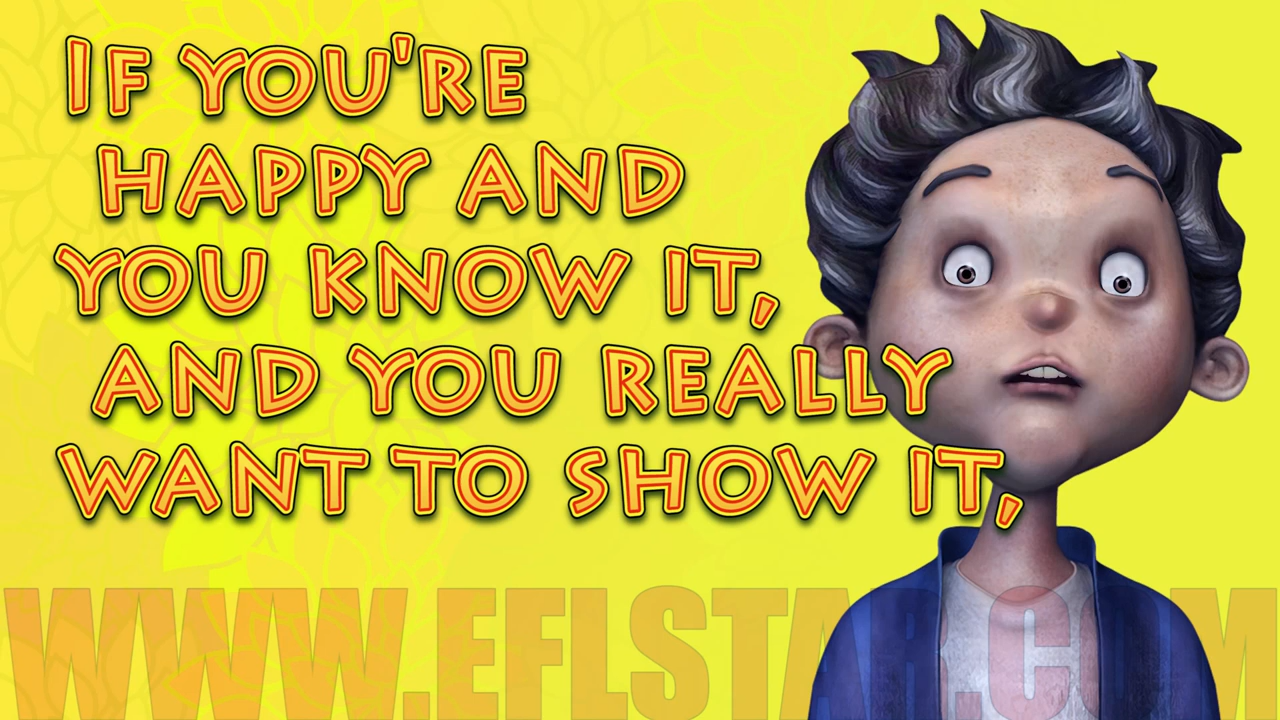 If you're
happy and
you know it,
and you really
want to show it,
WWW.EFLSTAR.COM